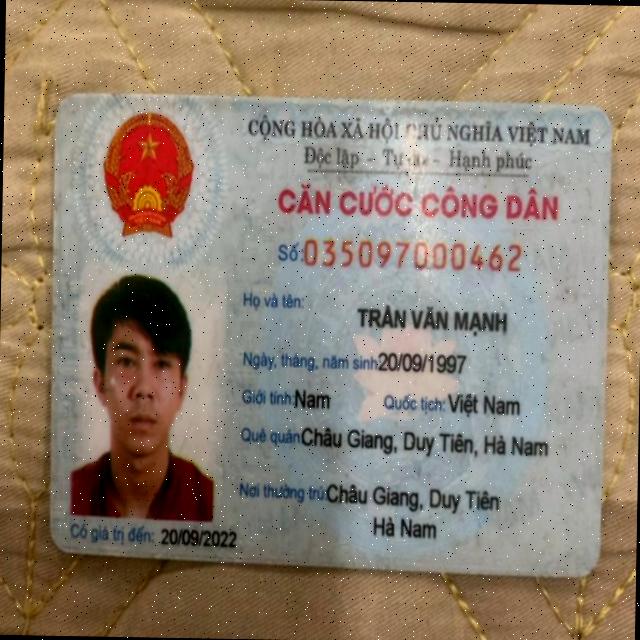 CỘNG HÒA XÃ HỘI CHỦ NGHĨA VIỆT NAM
Độc lập - Tự do - Hạnh phúc
CĂN CƯỚC CÔNG DÂN
Số: 035097000462
Họ và tên:
TRẦN VĂN MẠNH
Ngày, tháng, năm sinh: 20/09/1997
Giới tính: Nam Quốc tịch: Việt Nam
Quê quán: Châu Giang, Duy Tiên, Hà Nam
Nơi thường trú: Châu Giang, Duy Tiên
Hà Nam
Có giá trị đến: 20/09/2022